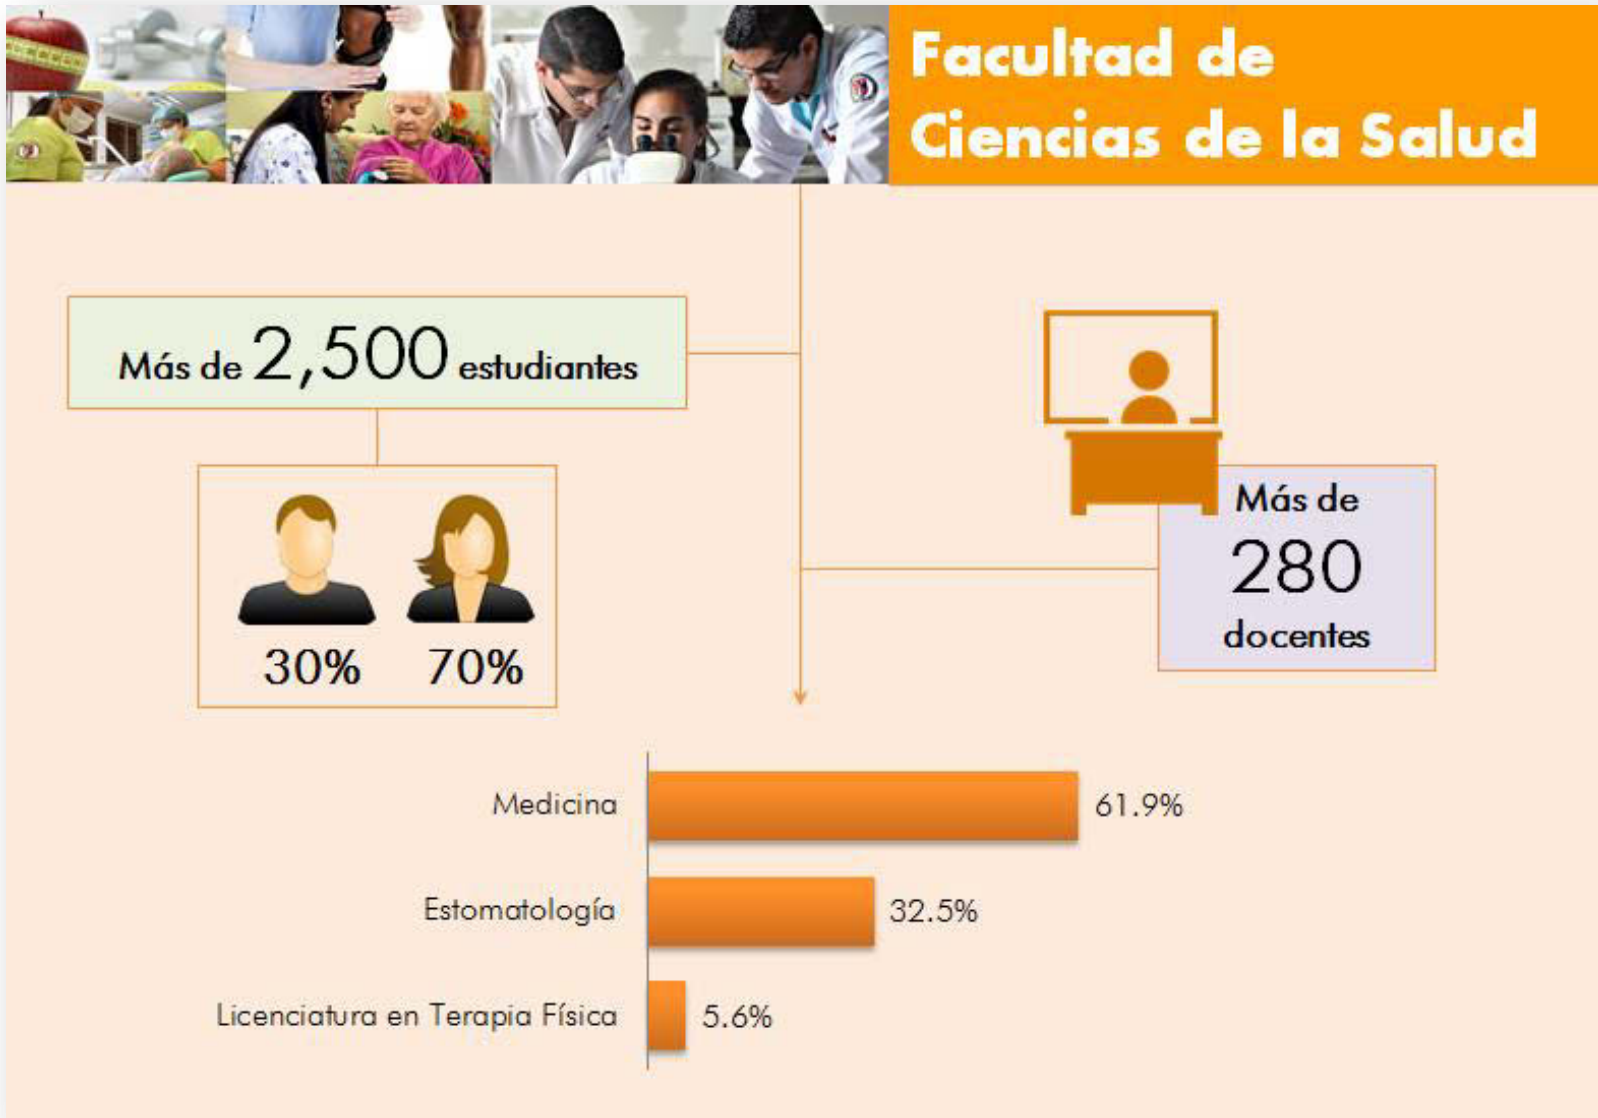 Facultad de
Ciencias de la Salud
Más de 2,500 estudiantes
30% 70%
Más de
280
docentes
Medicina 61.9%
Estomatología 32.5%
Licenciatura en Terapia Física 5.6%